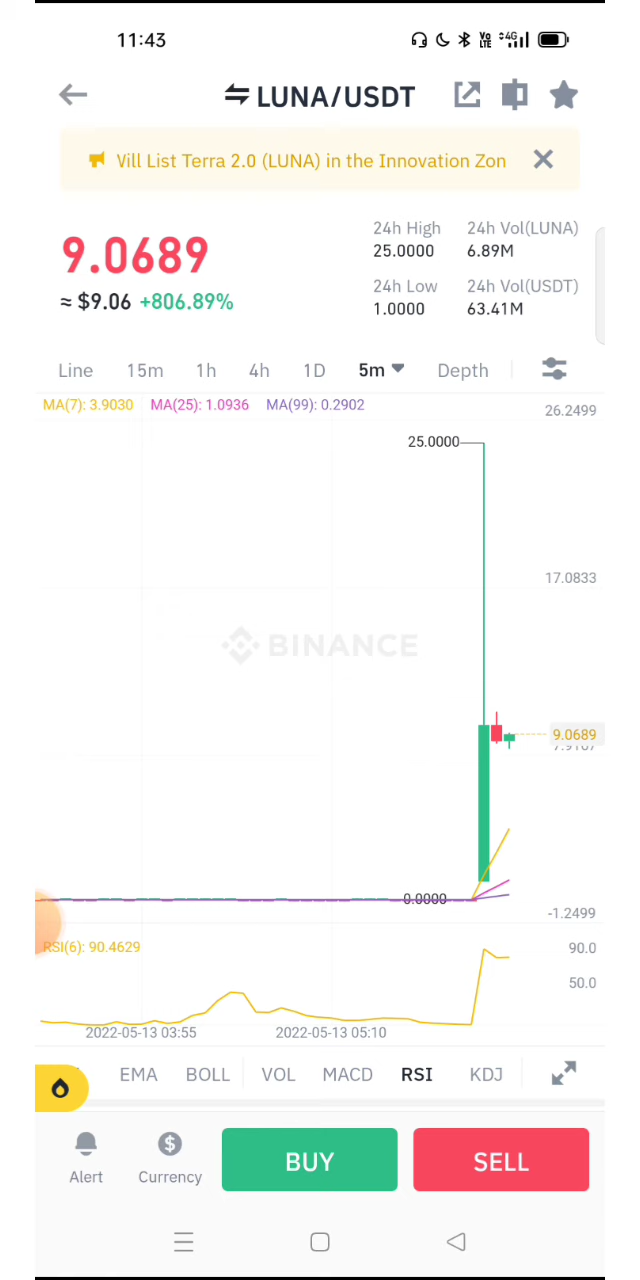 11:43
VoLTE 4G
LUNA/USDT
Vill List Terra 2.0 (LUNA) in the Innovation Zon
9.0689
≈ $9.06 +806.89%
24h High
25.0000
24h Vol(LUNA)
6.89M
24h Low
1.0000
24h Vol(USDT)
63.41M
Line 15m 1h 4h 1D 5m Depth
MA(7): 3.9030 MA(25): 1.0936 MA(99): 0.2902
26.2499
25.0000
17.0833
BINANCE
9.0689
0.0000
-1.2499
RSI(6): 90.4629
90.0
50.0
2022-05-13 03:55 2022-05-13 05:10
EMA BOLL VOL MACD RSI KDJ
Alert Currency BUY SELL